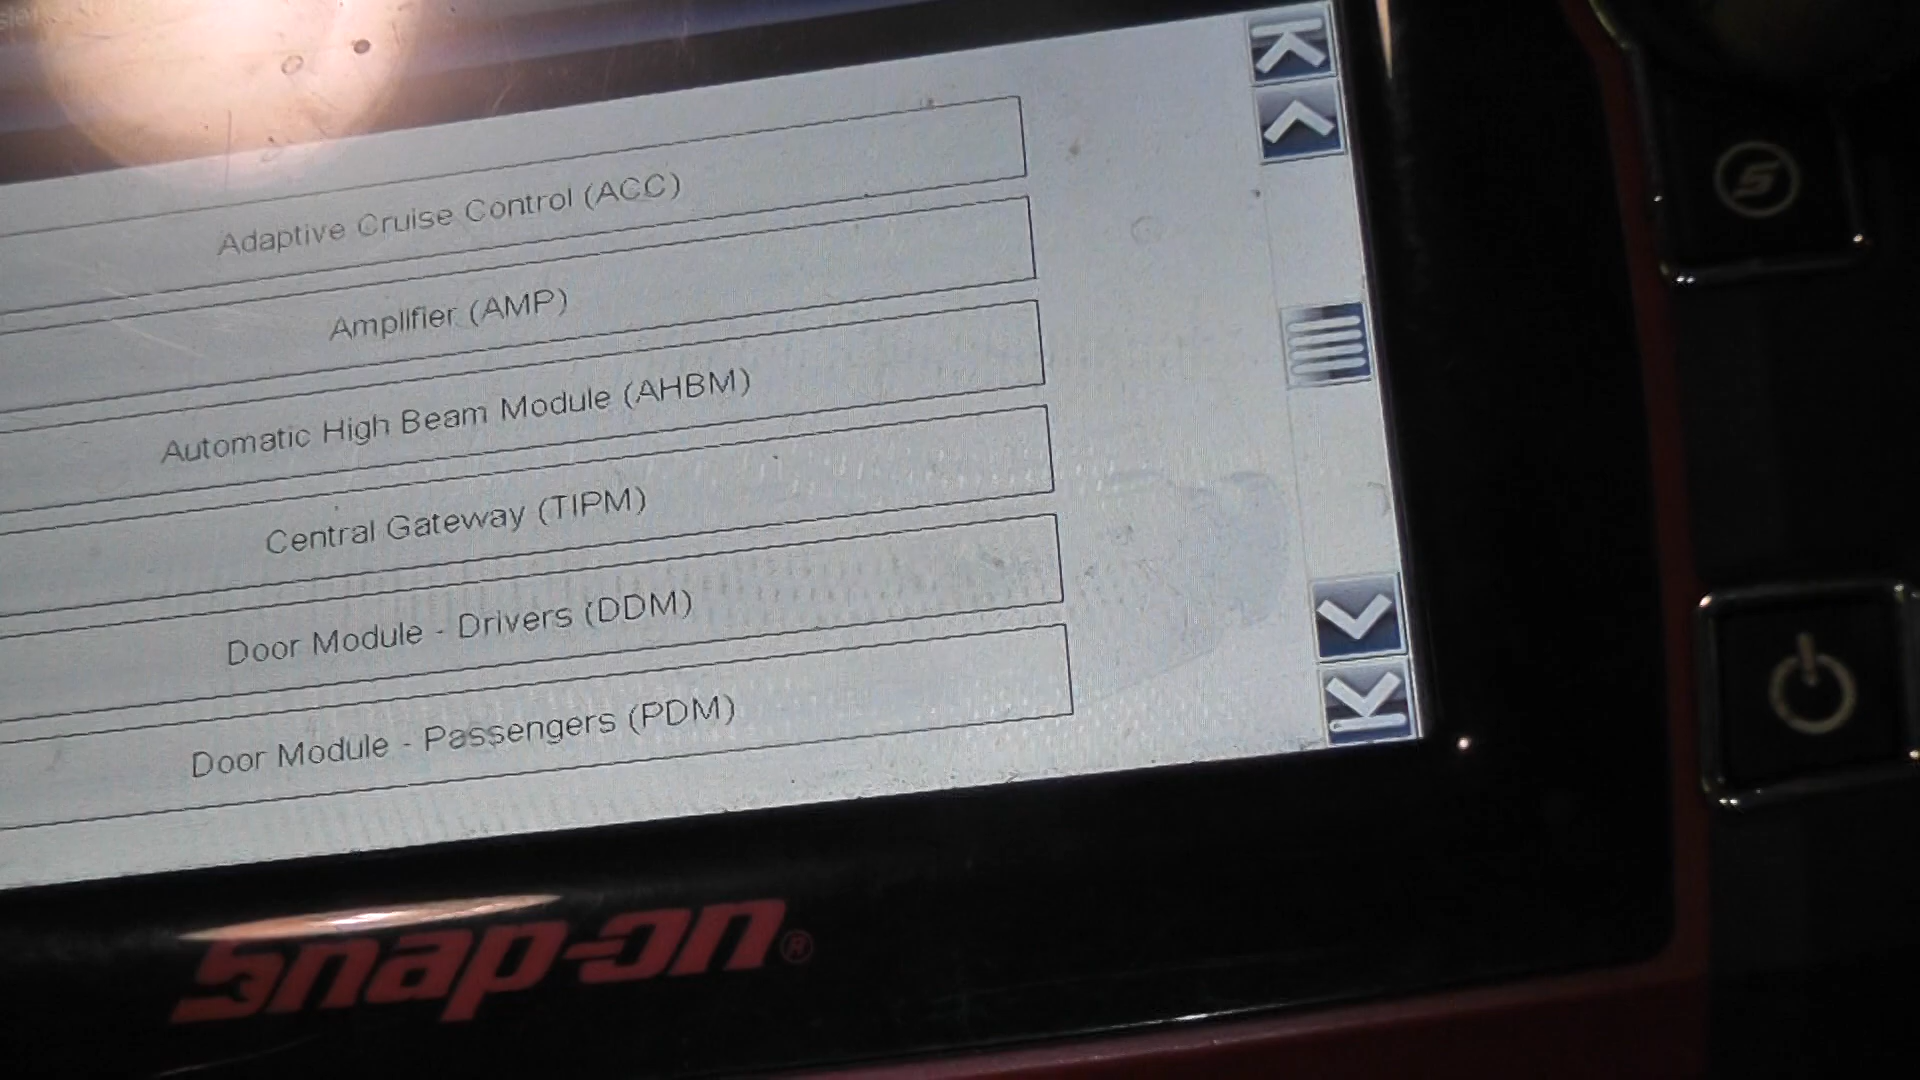 Adaptive Cruise Control (ACC)
Amplifier (AMP)
Automatic High Beam Module (AHBM)
Central Gateway (TIPM)
Door Module - Drivers (DDM)
Door Module - Passengers (PDM)
Snap-on®